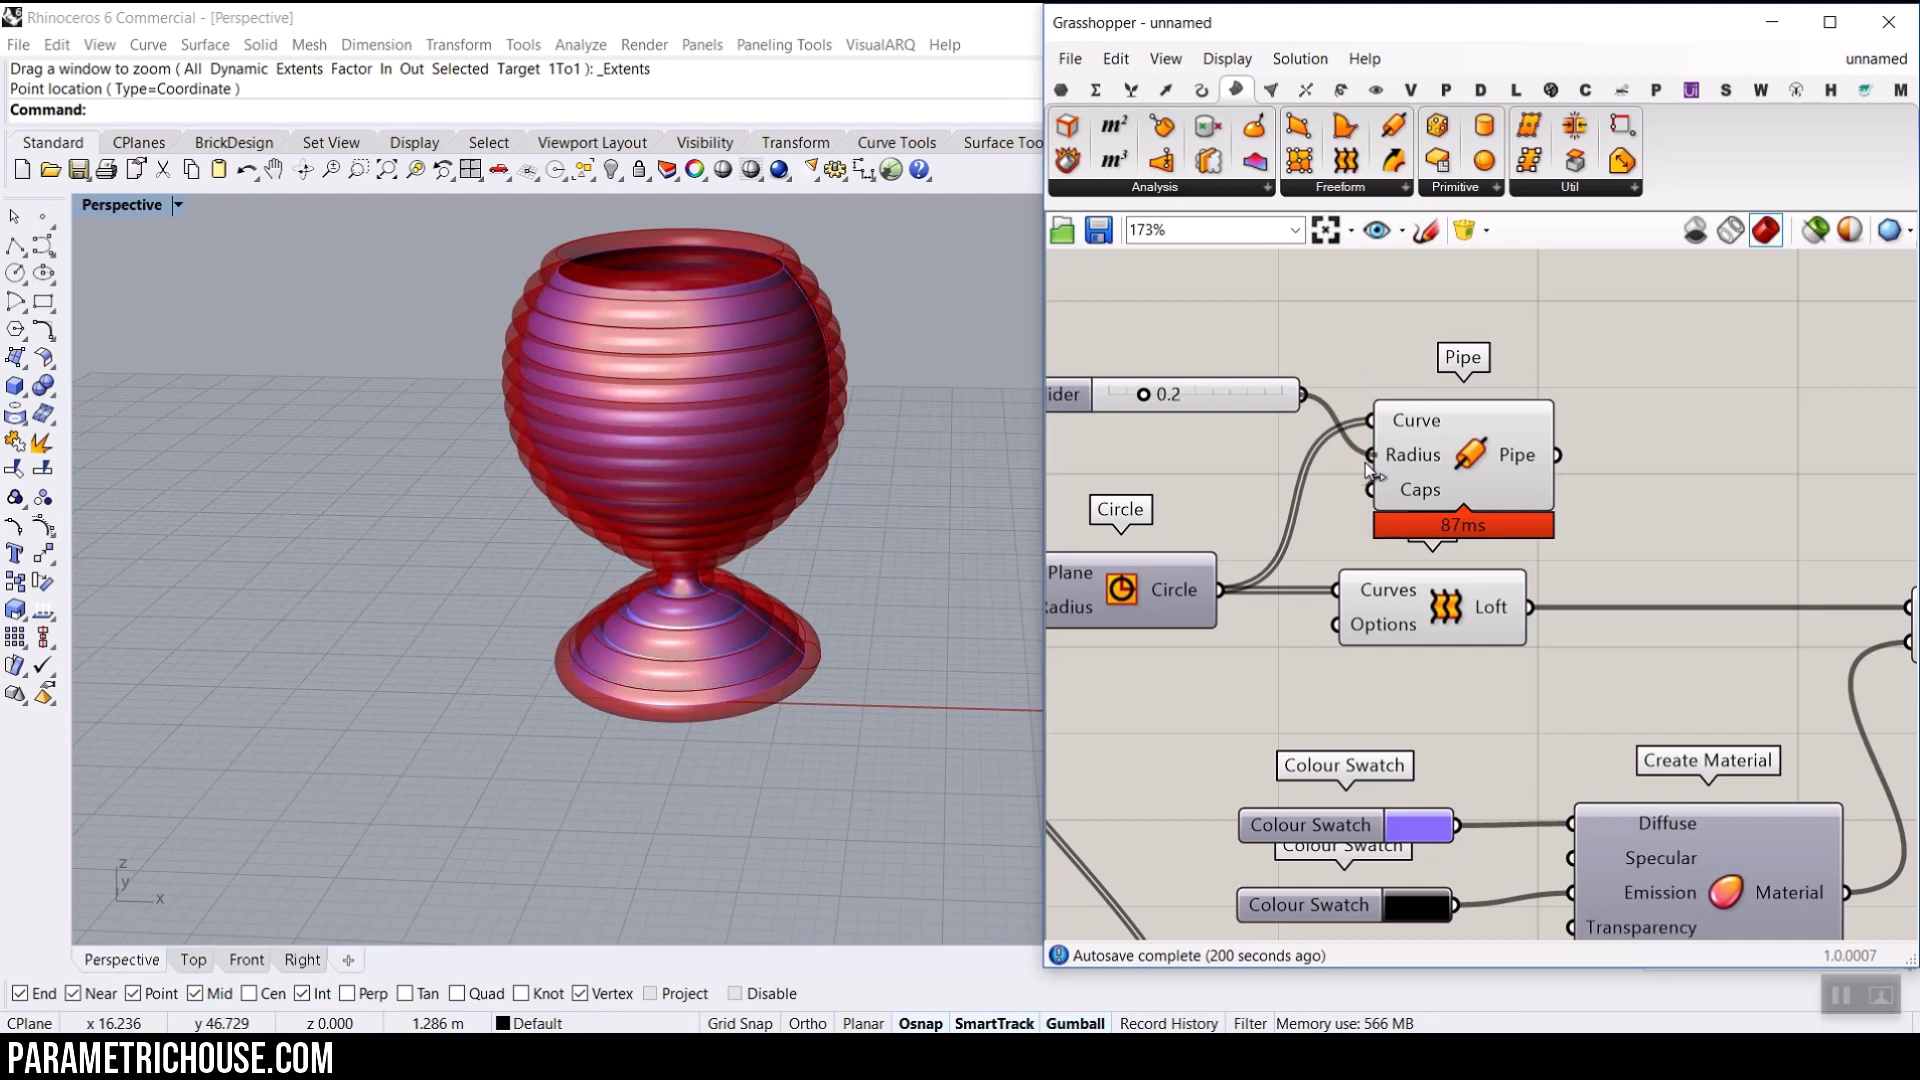 Rhinoceros 6 Commercial - [Perspective]
File Edit View Curve Surface Solid Mesh Dimension Transform Tools Analyze Render Panels Paneling Tools VisualARQ Help
Drag a window to zoom ( All Dynamic Extents Factor In Out Selected Target 1To1 ): _Extents
Point location ( Type=Coordinate )
Command:
Standard CPlanes BrickDesign Set View Display Select Viewport Layout Visibility Transform Curve Tools Surface Too
Perspective
z
y
x
Perspective Top Front Right
End Near Point Mid Cen Int Perp Tan Quad Knot Vertex Project Disable
CPlane x 16.236 y 46.729 z 0.000 1.286 m Default Grid Snap Ortho Planar Osnap SmartTrack Gumball Record History Filter Memory use: 566 MB
Grasshopper - unnamed
File Edit View Display Solution Help unnamed
V P D L C P Ui S W H M
m² m³
Analysis Freeform Primitive Util
173%
Pipe
ider 0.2
Curve
Radius Pipe
Caps
87ms
Circle
Plane
Radius Circle
Curves
Options Loft
Colour Swatch
Colour Swatch
Colour Swatch
Colour Swatch
Create Material
Diffuse
Specular
Emission Material
Transparency
Autosave complete (200 seconds ago) 1.0.0007
PARAMETRICHOUSE.COM